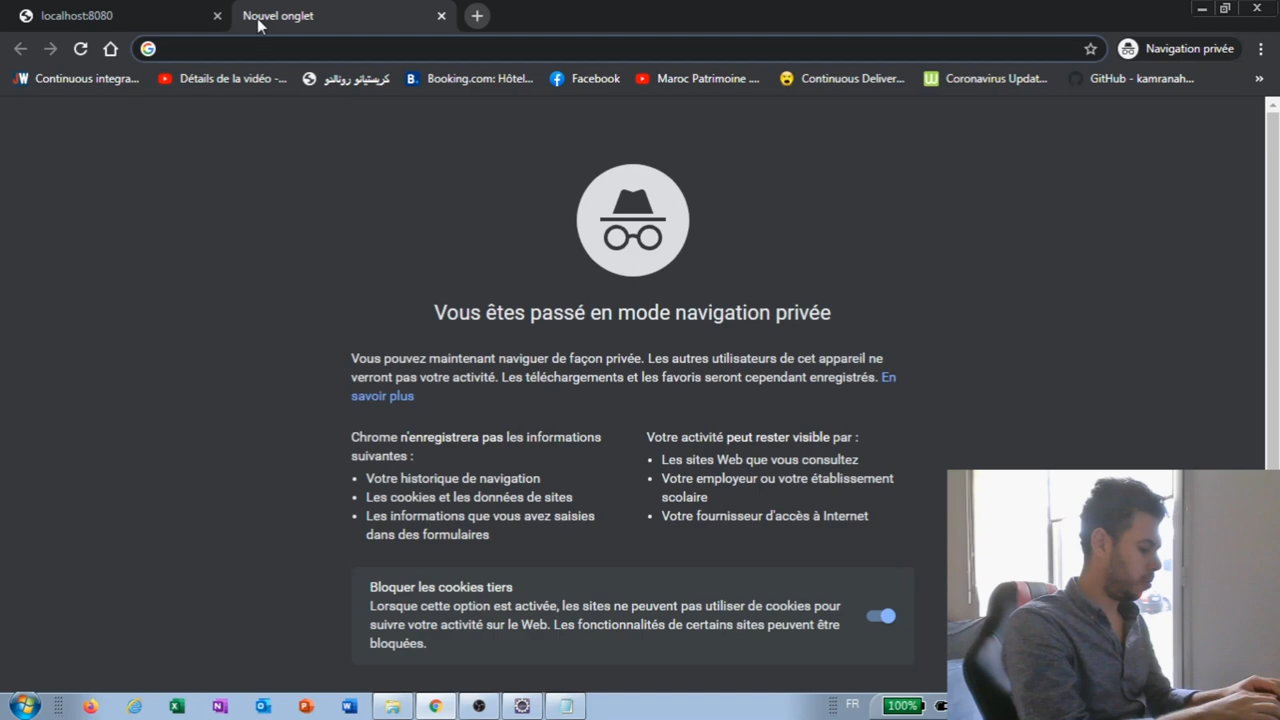 localhost:8080
Nouvel onglet
Navigation privée
Continuous integra...
Détails de la vidéo -...
كريستيانو رونالدو
Booking.com: Hôtel...
Facebook
Maroc Patrimoine ....
Continuous Deliver...
Coronavirus Updat...
GitHub - kamranah...
»
Vous êtes passé en mode navigation privée
Vous pouvez maintenant naviguer de façon privée. Les autres utilisateurs de cet appareil ne
verront pas votre activité. Les téléchargements et les favoris seront cependant enregistrés. En
savoir plus
Chrome n'enregistrera pas les informations
suivantes :
• Votre historique de navigation
• Les cookies et les données de sites
• Les informations que vous avez saisies
dans des formulaires
Votre activité peut rester visible par :
• Les sites Web que vous consultez
• Votre employeur ou votre établissement
scolaire
• Votre fournisseur d'accès à Internet
Bloquer les cookies tiers
Lorsque cette option est activée, les sites ne peuvent pas utiliser de cookies pour
suivre votre activité sur le Web. Les fonctionnalités de certains sites peuvent être
bloquées.
FR
100%